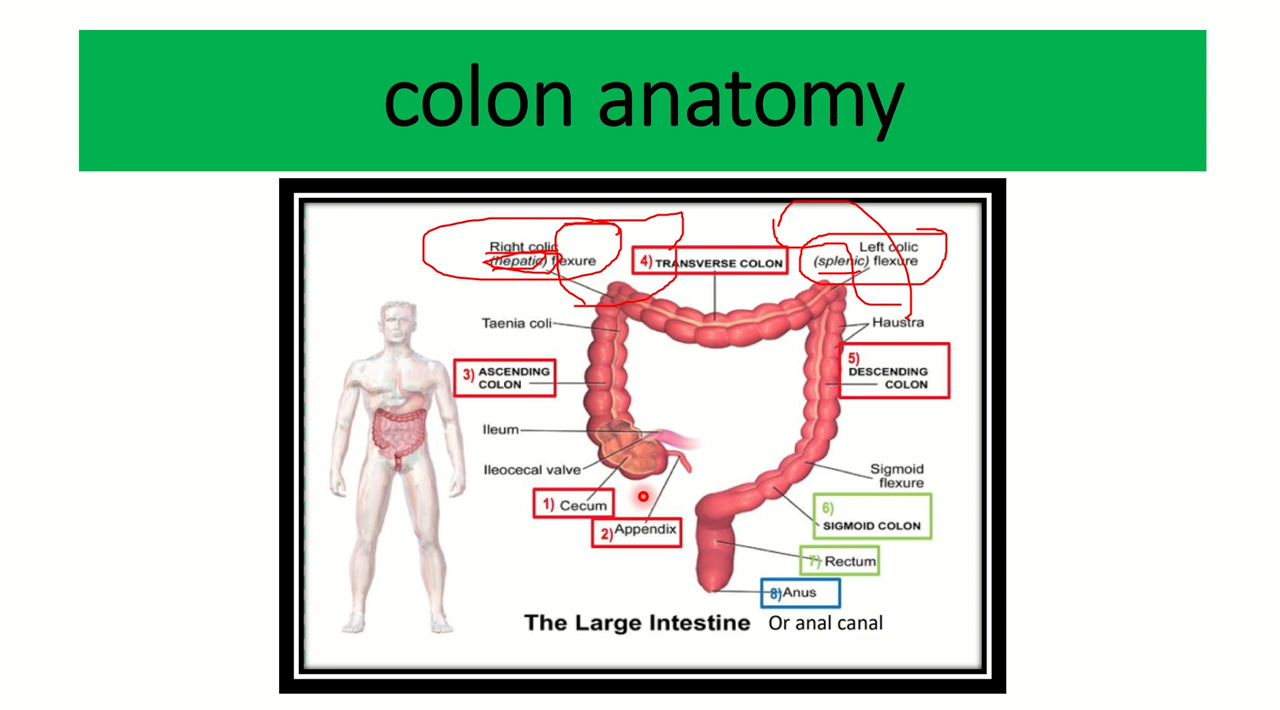 colon anatomy
Right colic
(hepatic) flexure
4) TRANSVERSE COLON
Left colic
(splenic) flexure
Taenia coli
Haustra
3) ASCENDING
COLON
5)
DESCENDING
COLON
Ileum
Ileocecal valve
Sigmoid
flexure
1) Cecum
2) Appendix
6)
SIGMOID COLON
7) Rectum
8) Anus
The Large Intestine Or anal canal